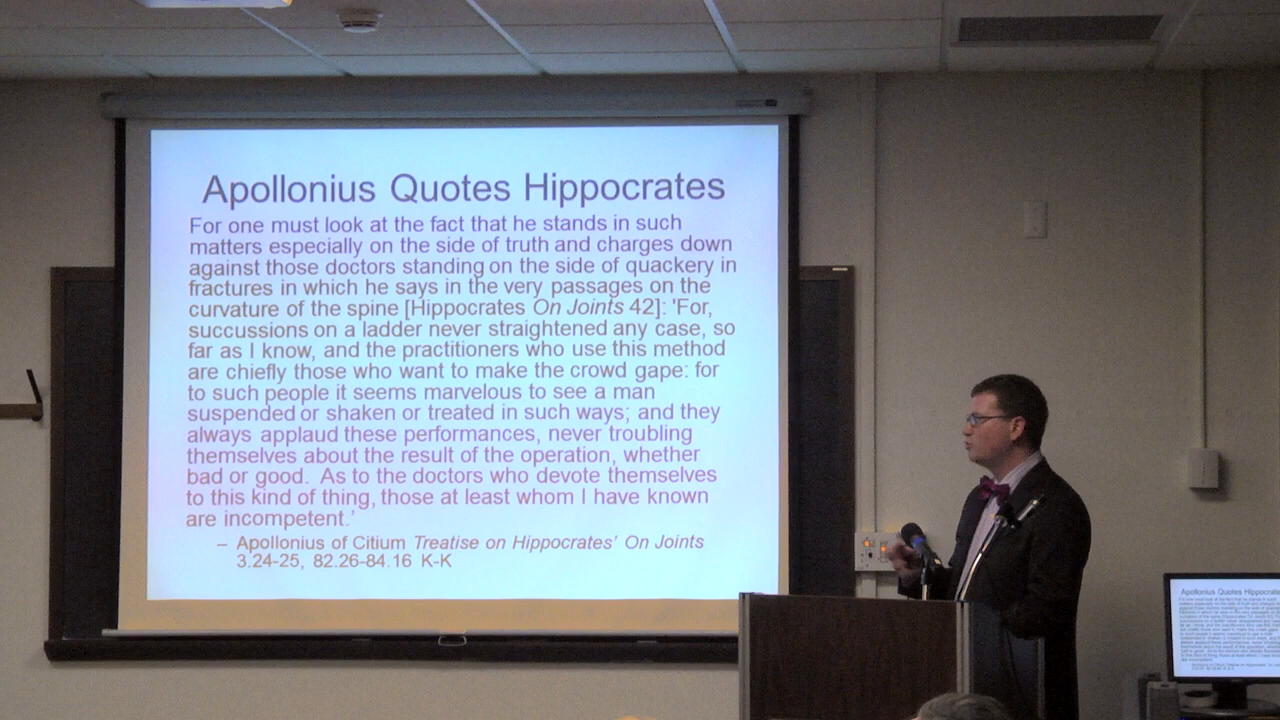 Apollonius Quotes Hippocrates
For one must look at the fact that he stands in such
matters especially on the side of truth and charges down
against those doctors standing on the side of quackery in
fractures in which he says in the very passages on the
curvature of the spine [Hippocrates On Joints 42]: 'For,
succussions on a ladder never straightened any case, so
far as I know, and the practitioners who use this method
are chiefly those who want to make the crowd gape: for
to such people it seems marvelous to see a man
suspended or shaken or treated in such ways; and they
always applaud these performances, never troubling
themselves about the result of the operation, whether
bad or good. As to the doctors who devote themselves
to this kind of thing, those at least whom I have known
are incompetent.'
– Apollonius of Citium Treatise on Hippocrates' On Joints
3.24-25, 82.26-84.16 K-K
Apollonius Quotes Hippocrate